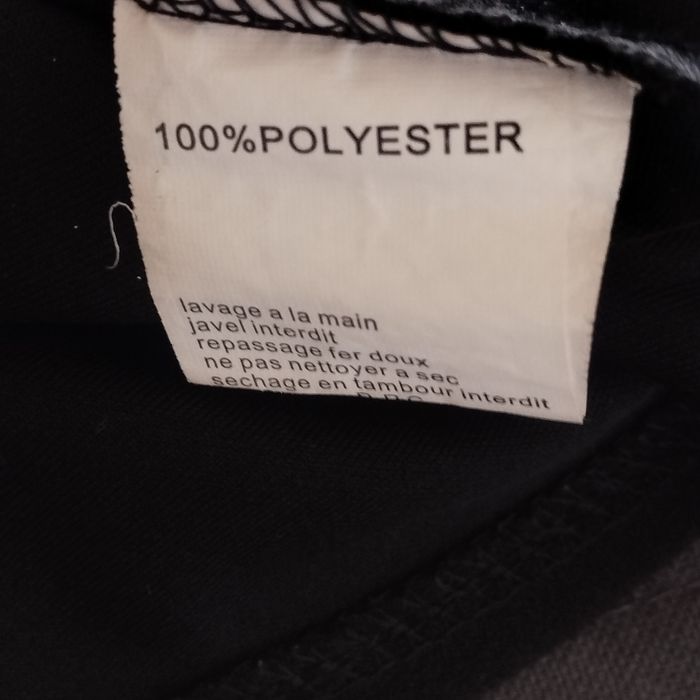 100%POLYESTER
lavage a la main
javel interdit
repassage fer doux
ne pas nettoyer a sec
sechage en tambour interdit